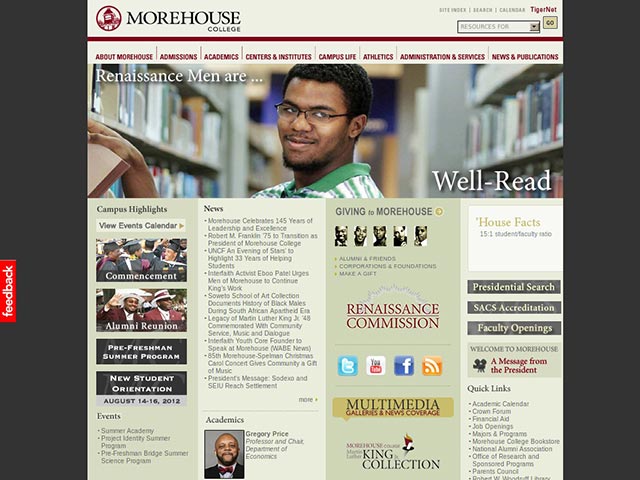 MOREHOUSE
COLLEGE
SITE INDEX | SEARCH | CALENDAR TigerNet
RESOURCES FOR
GO
ABOUT MOREHOUSE ADMISSIONS ACADEMICS CENTERS & INSTITUTES CAMPUS LIFE ATHLETICS ADMINISTRATION & SERVICES NEWS & PUBLICATIONS
Renaissance Men are ...
Well-Read
feedback
Campus Highlights
View Events Calendar
Commencement
Alumni Reunion
PRE-FRESHMAN
SUMMER PROGRAM
NEW STUDENT
ORIENTATION
AUGUST 14-16, 2012
Events
Summer Academy
Project Identity Summer
Program
Pre-Freshman Bridge Summer
Science Program
News
Morehouse Celebrates 145 Years of
Leadership and Excellence
Robert M. Franklin '75 to Transition as
President of Morehouse College
UNCF An Evening of Stars' to
Highlight 33 Years of Helping
Students
Interfaith Activist Eboo Patel Urges
Men of Morehouse to Continue
King's Work
Soweto School of Art Collection
Documents History of Black Males
During South African Apartheid Era
Legacy of Martin Luther King Jr. '48
Commemorated With Community
Service, Music and Dialogue
Interfaith Youth Core Founder to
Speak at Morehouse (WABE News)
85th Morehouse-Spelman Christmas
Carol Concert Gives Community a Gift
of Music
President's Message: Sodexo and
SEIU Reach Settlement
more
Academics
Gregory Price
Professor and Chair,
Department of
Economics
GIVING to MOREHOUSE
ALUMNI & FRIENDS
CORPORATIONS & FOUNDATIONS
MAKE A GIFT
RENAISSANCE
COMMISSION
You Tube
MULTIMEDIA
GALLERIES & NEWS COVERAGE
MOREHOUSE COLLEGE
Martin Luther KING Jr.
COLLECTION
'House Facts
15:1 student/faculty ratio
Presidential Search
SACS Accreditation
Faculty Openings
WELCOME TO MOREHOUSE
A Message from
the President
Quick Links
Academic Calendar
Crown Forum
Financial Aid
Job Openings
Majors & Programs
Morehouse College Bookstore
National Alumni Association
Office of Research and
Sponsored Programs
Parents Council
Robert W. Woodruff Library